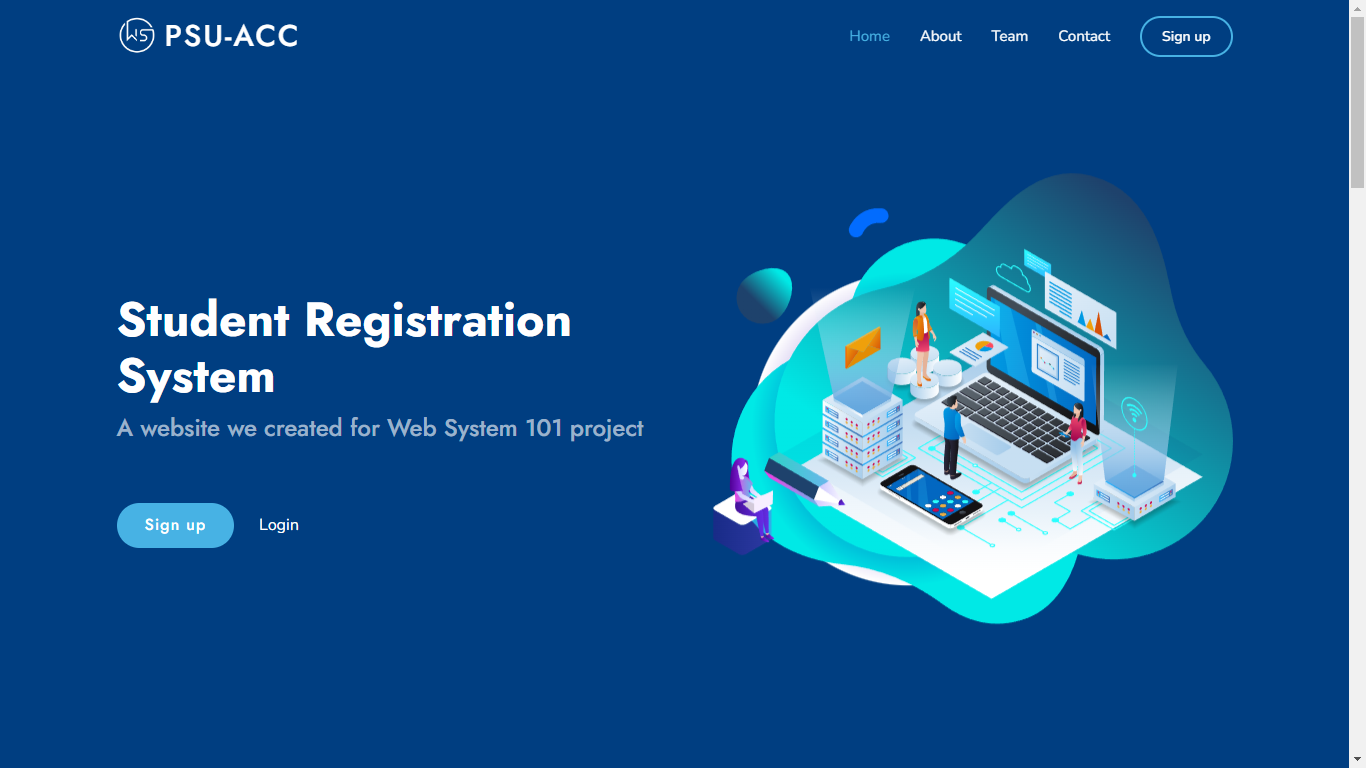 WS PSU-ACC
Home About Team Contact Sign up
Student Registration
System
A website we created for Web System 101 project
Sign up Login